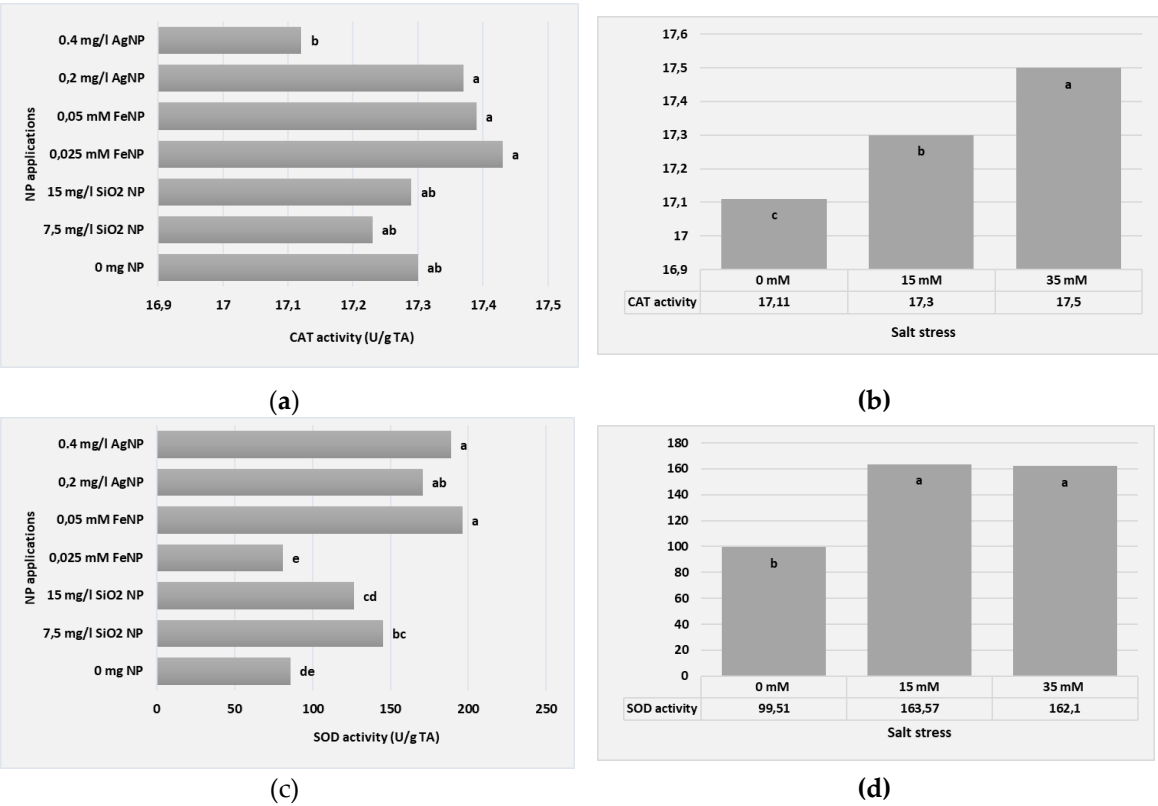 NP applications
0.4 mg/l AgNP
b
0,2 mg/l AgNP
a
0,05 mM FeNP
a
0,025 mM FeNP
a
15 mg/l SiO2 NP
ab
7,5 mg/l SiO2 NP
ab
0 mg NP
ab
16,9 17 17,1 17,2 17,3 17,4 17,5
CAT activity (U/g TA)
(a)
17,6
17,5
17,4
17,3
17,2
17,1
17
16,9
c
b
a
0 mM 15 mM 35 mM
CAT activity 17,11 17,3 17,5
Salt stress
(b)
NP applications
0.4 mg/l AgNP
a
0,2 mg/l AgNP
ab
0,05 mM FeNP
a
0,025 mM FeNP
e
15 mg/l SiO2 NP
cd
7,5 mg/l SiO2 NP
bc
0 mg NP
de
0 50 100 150 200 250
SOD activity (U/g TA)
(c)
180
160
140
120
100
80
60
40
20
0
b
a
a
0 mM 15 mM 35 mM
SOD activity 99,51 163,57 162,1
Salt stress
(d)